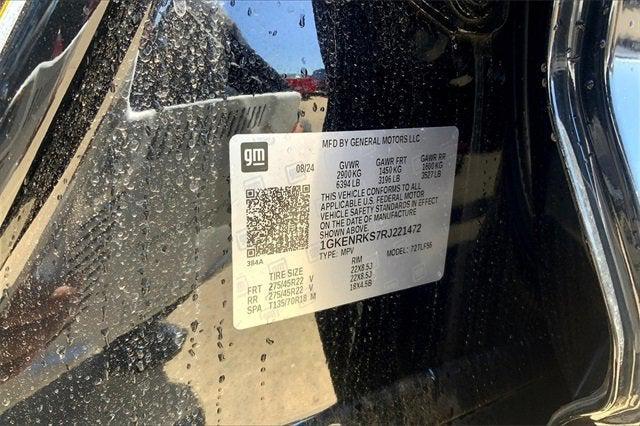 MFD BY GENERAL MOTORS LLC
gm
08/24
GVWR GAWR FRT GAWR RR
2900 KG 1450 KG 1600 KG
6394 LB 3196 LB 3527 LB
THIS VEHICLE CONFORMS TO ALL
APPLICABLE U.S. FEDERAL MOTOR
VEHICLE SAFETY STANDARDS IN EFFECT
ON THE DATE OF MANUFACTURE
SHOWN ABOVE.
1GKENRKS7RJ221472
TYPE: MPV MODEL: 727LF56
384A
TIRE SIZE RIM
FRT 275/45R22 V 22X8.5J
RR 275/45R22 V 22X8.5J
SPA T135/70R18 M 18X4.5B